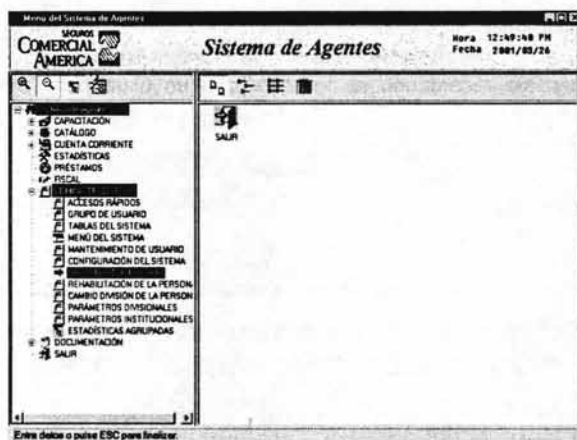 Menú del Sistema de Agentes
SEGUROS
COMERCIAL
AMERICA
Sistema de Agentes
Hora 12:49:40 PM
Fecha 2001/03/26
CAPACITACIÓN
CATÁLOGO
CUENTA CORRIENTE
ESTADÍSTICAS
PRÉSTAMOS
FISCAL
ACCESOS RÁPIDOS
GRUPO DE USUARIO
TABLAS DEL SISTEMA
MENÚ DEL SISTEMA
MANTENIMIENTO DE USUARIO
CONFIGURACIÓN DEL SISTEMA
REHABILITACIÓN DE LA PERSON
CAMBIO DIVISIÓN DE LA PERSON
PARÁMETROS DIVISIONALES
PARÁMETROS INSTITUCIONALES
ESTADÍSTICAS AGRUPADAS
DOCUMENTACIÓN
SALIR
SALIR
Entre datos o pulse ESC para finalizar.